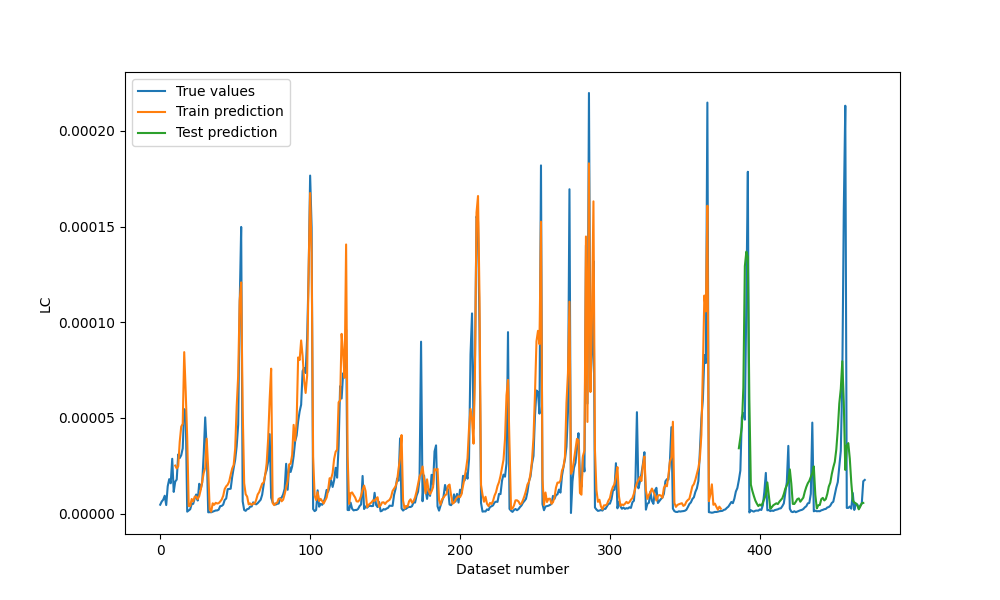 True values
Train prediction
Test prediction
0.00020
0.00015
0.00010
0.00005
0.00000
LC
0
100
200
300
400
Dataset number